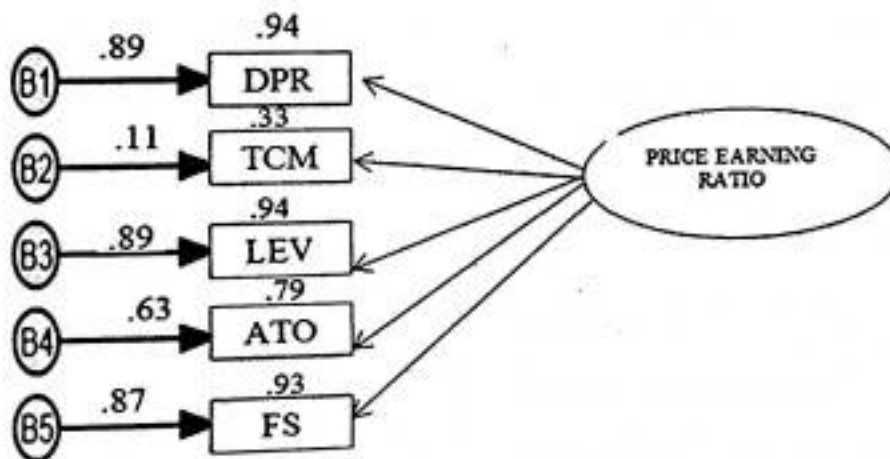 .94
.89
B1
DPR
.33
.11
B2
TCM
PRICE EARNING
RATIO
.94
.89
B3
LEV
.79
.63
B4
ATO
.93
.87
B5
FS